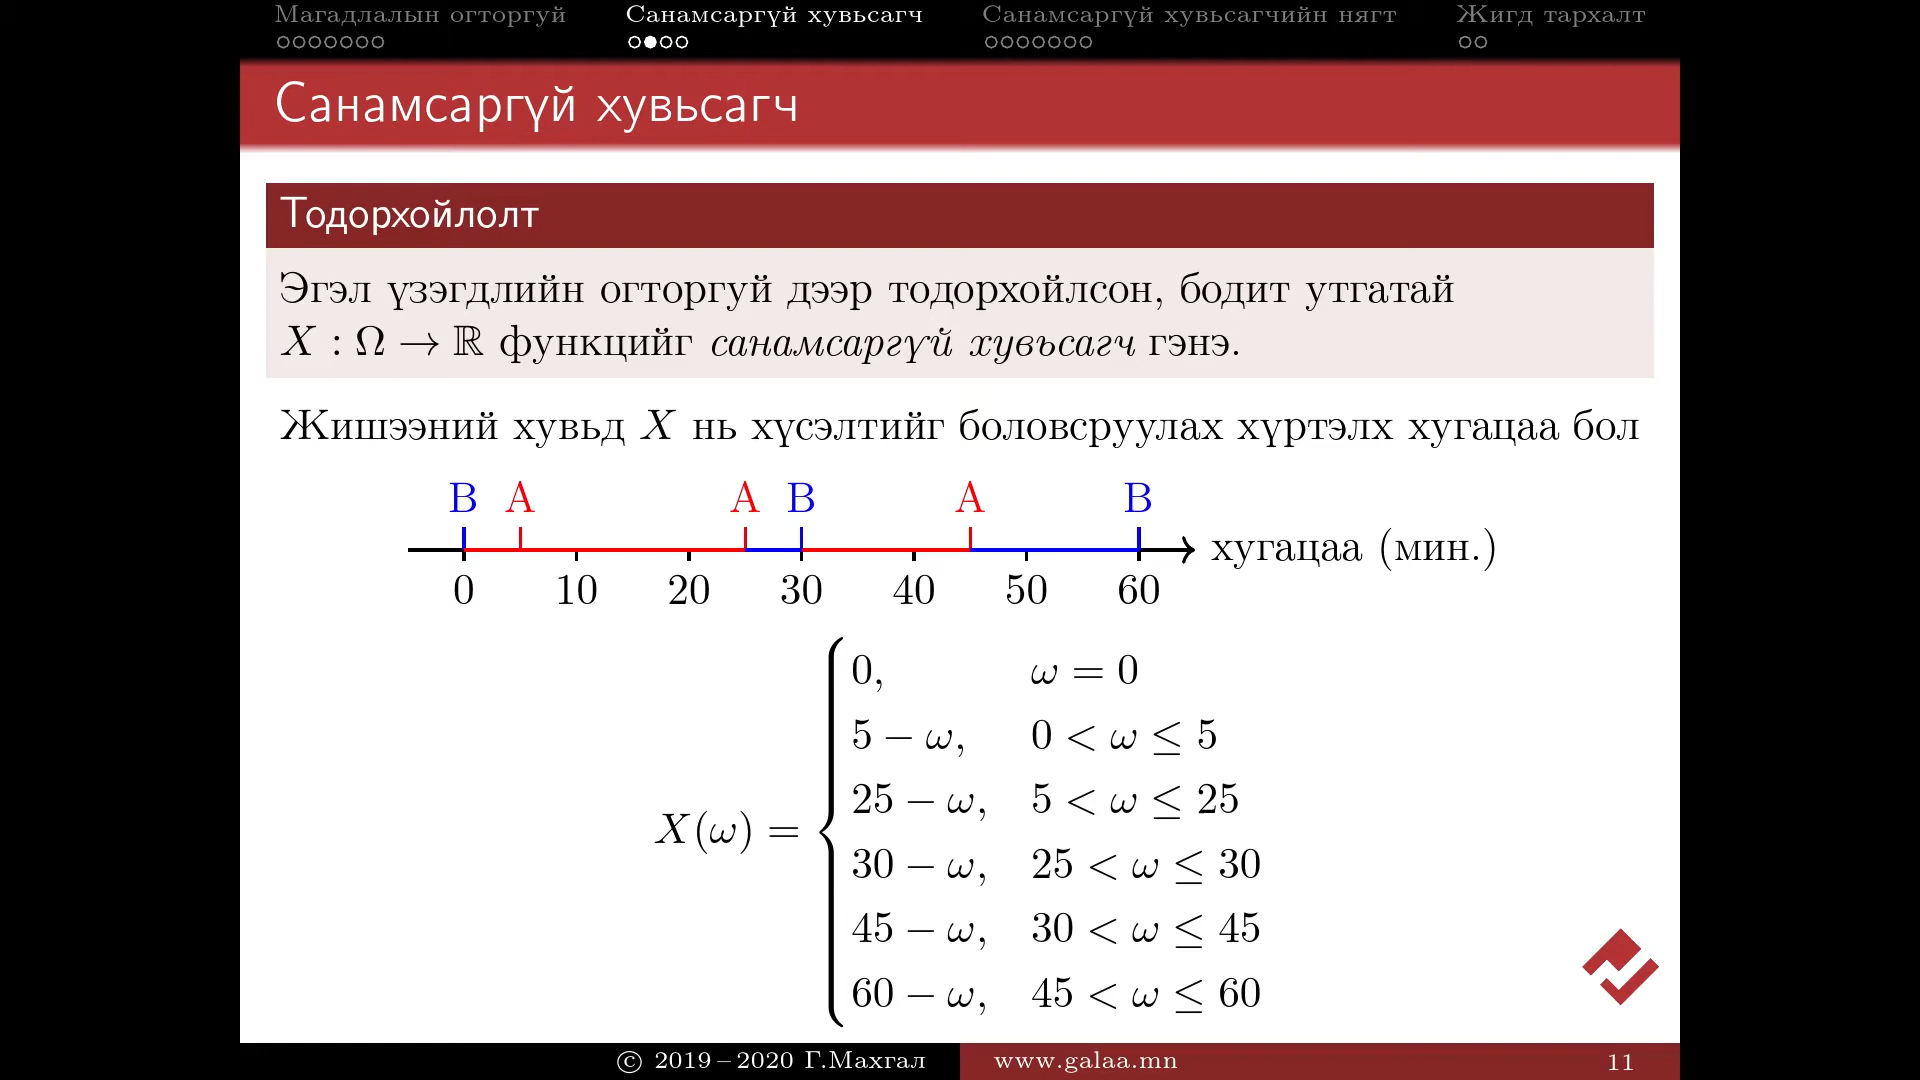 Магадлалын огторгуй Санамсаргүй хувьсагч Санамсаргүй хувьсагчийн нягт Жигд тархалт
Санамсаргүй хувьсагч
Тодорхойлолт
Эгэл үзэгдлийн огторгуй дээр тодорхойлсон, бодит утгатай
X : Ω → ℝ функцийг санамсаргүй хувьсагч гэнэ.
Жишээний хувьд X нь хүсэлтийг боловсруулах хүртэлх хугацаа бол
B A A B A B
хугацаа (мин.)
0 10 20 30 40 50 60
0, ω = 0
5 − ω, 0 < ω ≤ 5
25 − ω, 5 < ω ≤ 25
X(ω) =
30 − ω, 25 < ω ≤ 30
45 − ω, 30 < ω ≤ 45
60 − ω, 45 < ω ≤ 60
© 2019 – 2020 Г.Махгал www.galaa.mn 11